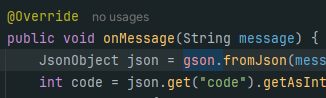 @Override no usages
public void onMessage(String message) {
JsonObject json = gson.fromJson(mess
int code = json.get("code").getAsInt